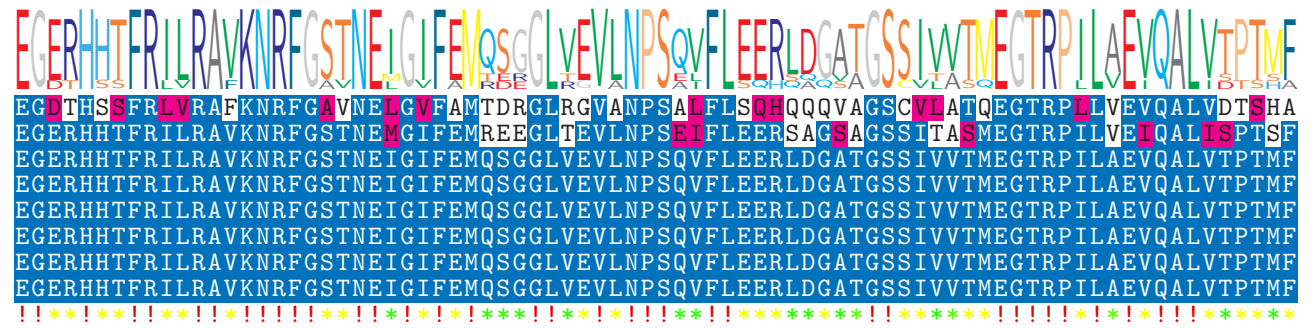 EGERHHTFRILRAVKNRFGSTNEIGIFEMQSGGLVEVLNPSQVFLEERLDGATGSSIVVTMEGTRPILAEVQALVTPTMF
EGDTHSSFRLVRAFKNRFGAVNELGVFAMTDRGLRGVANPSALFLSQHQQQVAGSCVLATQEGTRPLLVEVQALVDTSHA
EGERHHTFRILRAVKNRFGSTNEMGIFEMREEGLTEVLNPSEIFLEERSAGSAGSSITASMEGTRPILVEIQALISPTSF
EGERHHTFRILRAVKNRFGSTNEIGIFEMQSGGLVEVLNPSQVFLEERLDGATGSSIVVTMEGTRPILAEVQALVTPTMF
EGERHHTFRILRAVKNRFGSTNEIGIFEMQSGGLVEVLNPSQVFLEERLDGATGSSIVVTMEGTRPILAEVQALVTPTMF
EGERHHTFRILRAVKNRFGSTNEIGIFEMQSGGLVEVLNPSQVFLEERLDGATGSSIVVTMEGTRPILAEVQALVTPTMF
EGERHHTFRILRAVKNRFGSTNEIGIFEMQSGGLVEVLNPSQVFLEERLDGATGSSIVVTMEGTRPILAEVQALVTPTMF
EGERHHTFRILRAVKNRFGSTNEIGIFEMQSGGLVEVLNPSQVFLEERLDGATGSSIVVTMEGTRPILAEVQALVTPTMF
EGERHHTFRILRAVKNRFGSTNEIGIFEMQSGGLVEVLNPSQVFLEERLDGATGSSIVVTMEGTRPILAEVQALVTPTMF
!!**!**!!**!!*!!!!!**!!*!*!*!***!!**!*!!!**!!********!!******!!!!!*!*!*!!!******